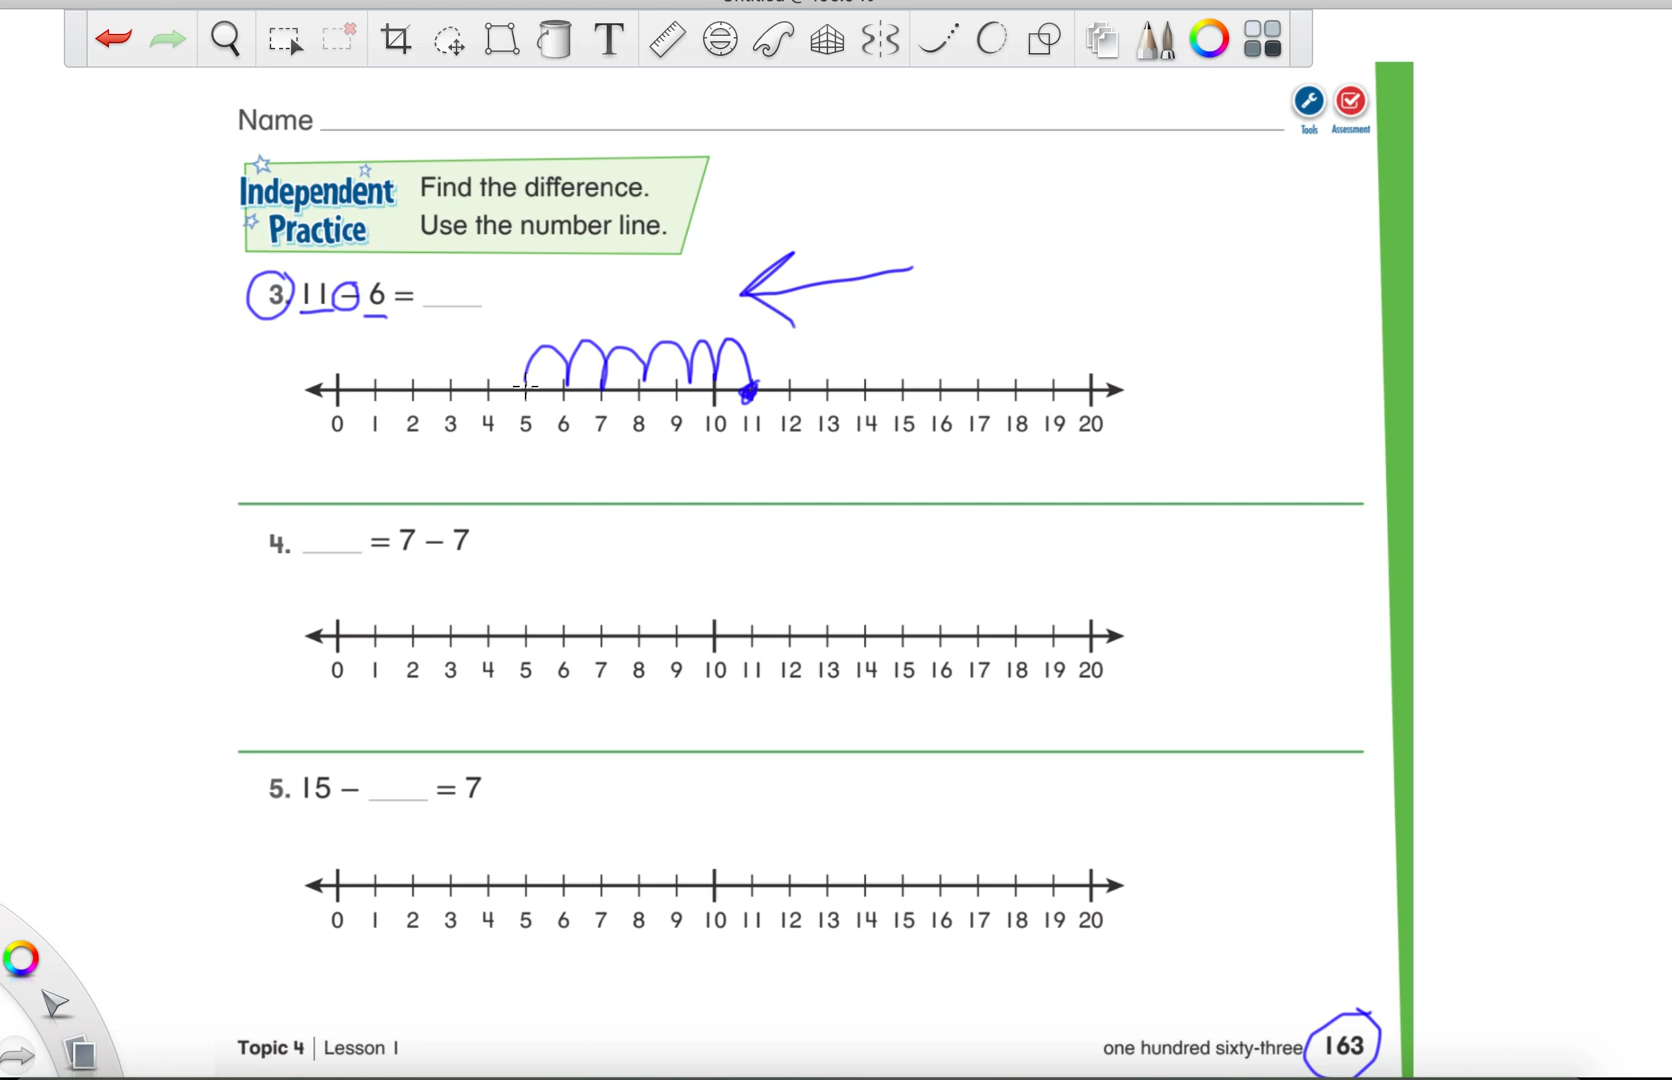 Name
Tools Assessment
Independent Practice
Find the difference.
Use the number line.
3. 11 – 6 = ____
0 1 2 3 4 5 6 7 8 9 10 11 12 13 14 15 16 17 18 19 20
4. ____ = 7 – 7
0 1 2 3 4 5 6 7 8 9 10 11 12 13 14 15 16 17 18 19 20
5. 15 – ____ = 7
0 1 2 3 4 5 6 7 8 9 10 11 12 13 14 15 16 17 18 19 20
Topic 4 | Lesson 1
one hundred sixty-three 163